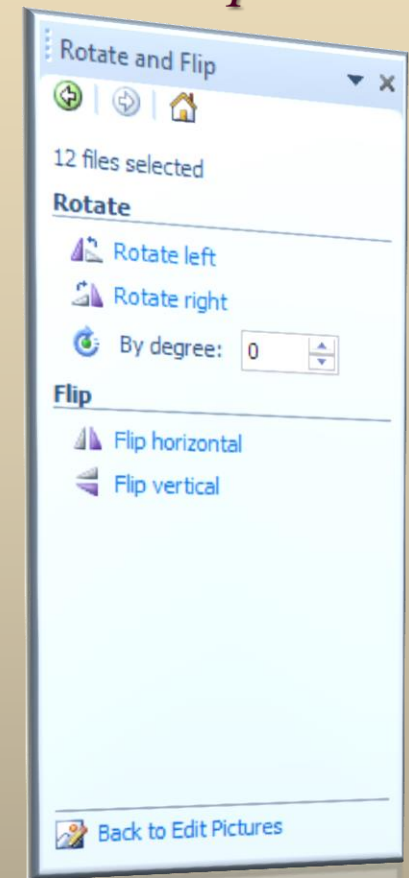 Rotate and Flip
12 files selected
Rotate
Rotate left
Rotate right
By degree: 0
Flip
Flip horizontal
Flip vertical
Back to Edit Pictures